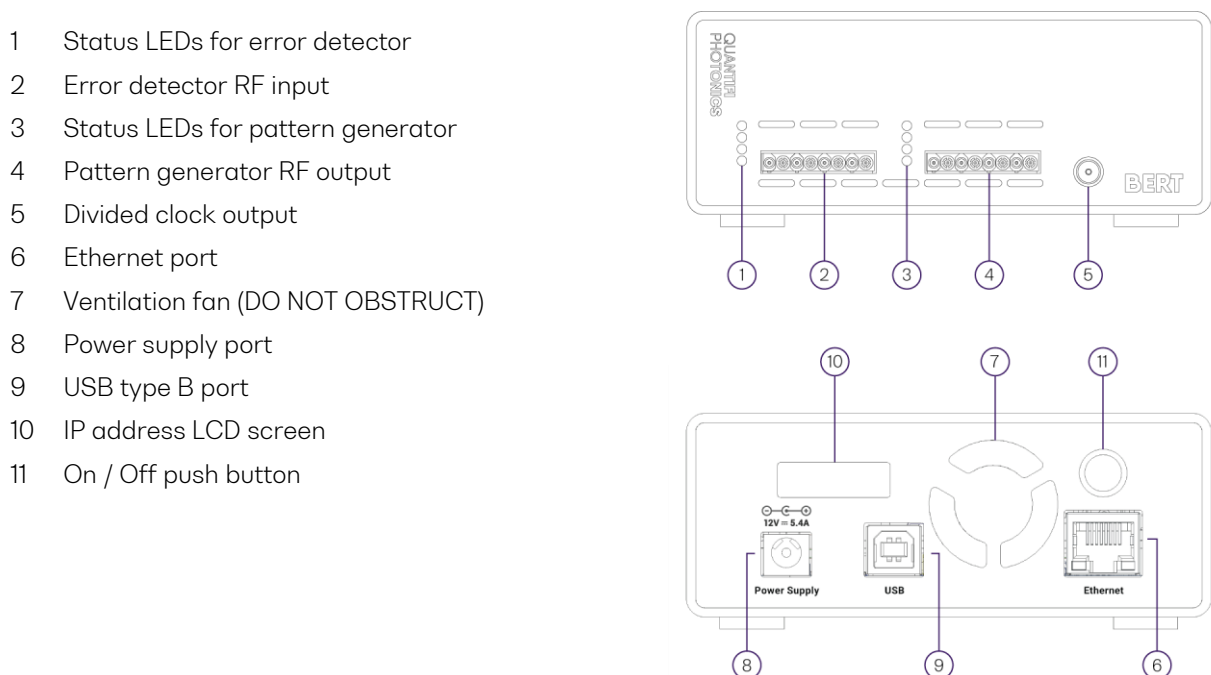 1 Status LEDs for error detector
2 Error detector RF input
3 Status LEDs for pattern generator
4 Pattern generator RF output
5 Divided clock output
6 Ethernet port
7 Ventilation fan (DO NOT OBSTRUCT)
8 Power supply port
9 USB type B port
10 IP address LCD screen
11 On / Off push button
QUANTIFI
PHOTONICS
BERT
1 2 3 4 5
10 7 11
12V ⎓ 5.4A
Power Supply USB Ethernet
8 9 6